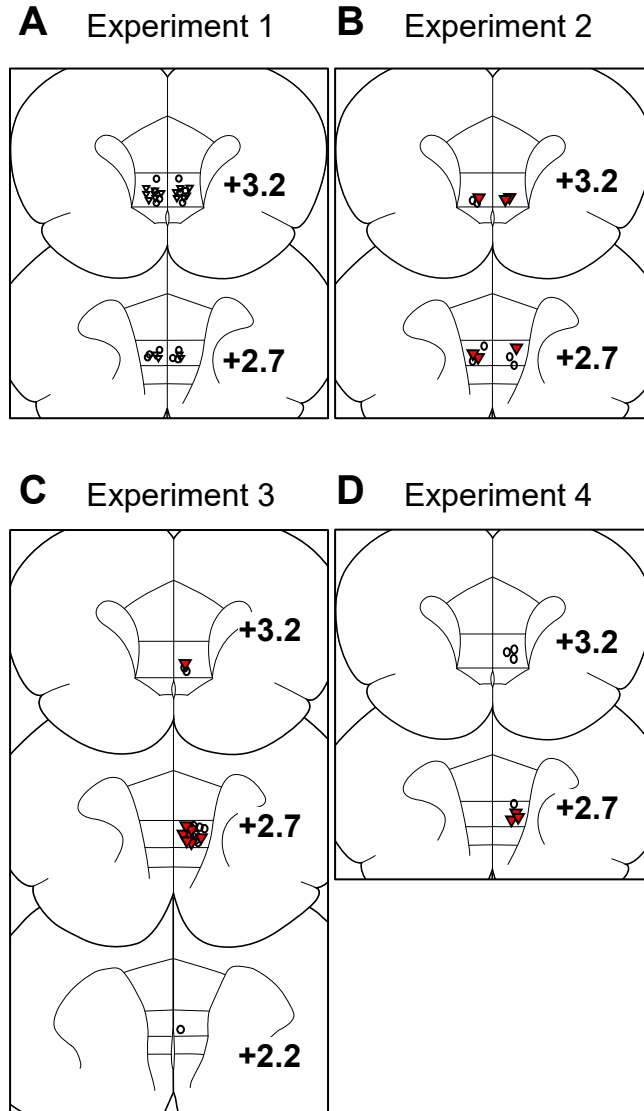 A Experiment 1
+3.2
+2.7
B Experiment 2
+3.2
+2.7
C Experiment 3
+3.2
+2.7
+2.2
D Experiment 4
+3.2
+2.7